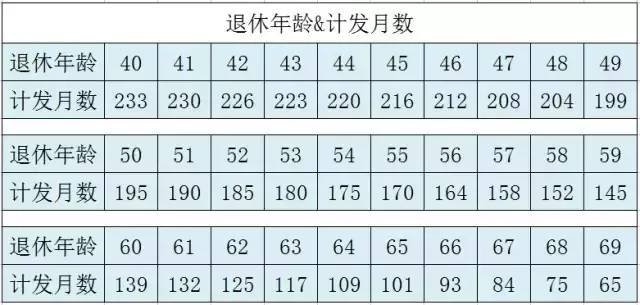 退休年龄&计发月数
退休年龄 40 41 42 43 44 45 46 47 48 49
计发月数 233 230 226 223 220 216 212 208 204 199
退休年龄 50 51 52 53 54 55 56 57 58 59
计发月数 195 190 185 180 175 170 164 158 152 145
退休年龄 60 61 62 63 64 65 66 67 68 69
计发月数 139 132 125 117 109 101 93 84 75 65